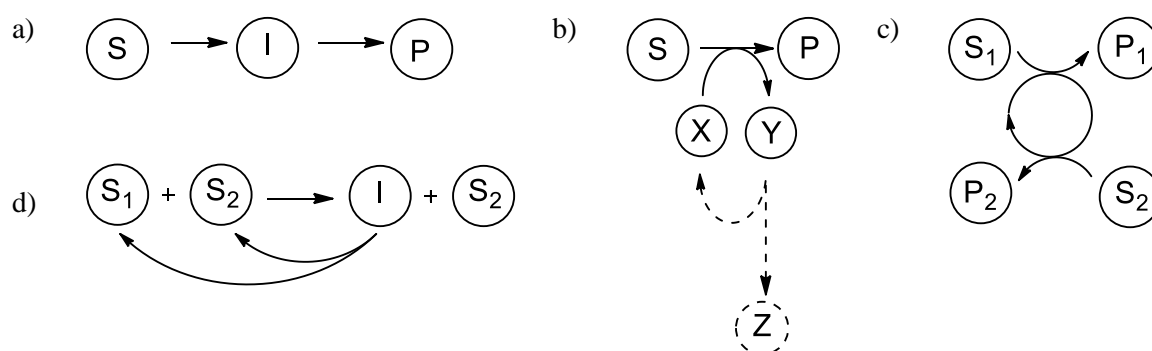 a) S I P
b) S P
X Y
Z
c) S₁ P₁
P₂ S₂
d) S₁ + S₂ I + S₂